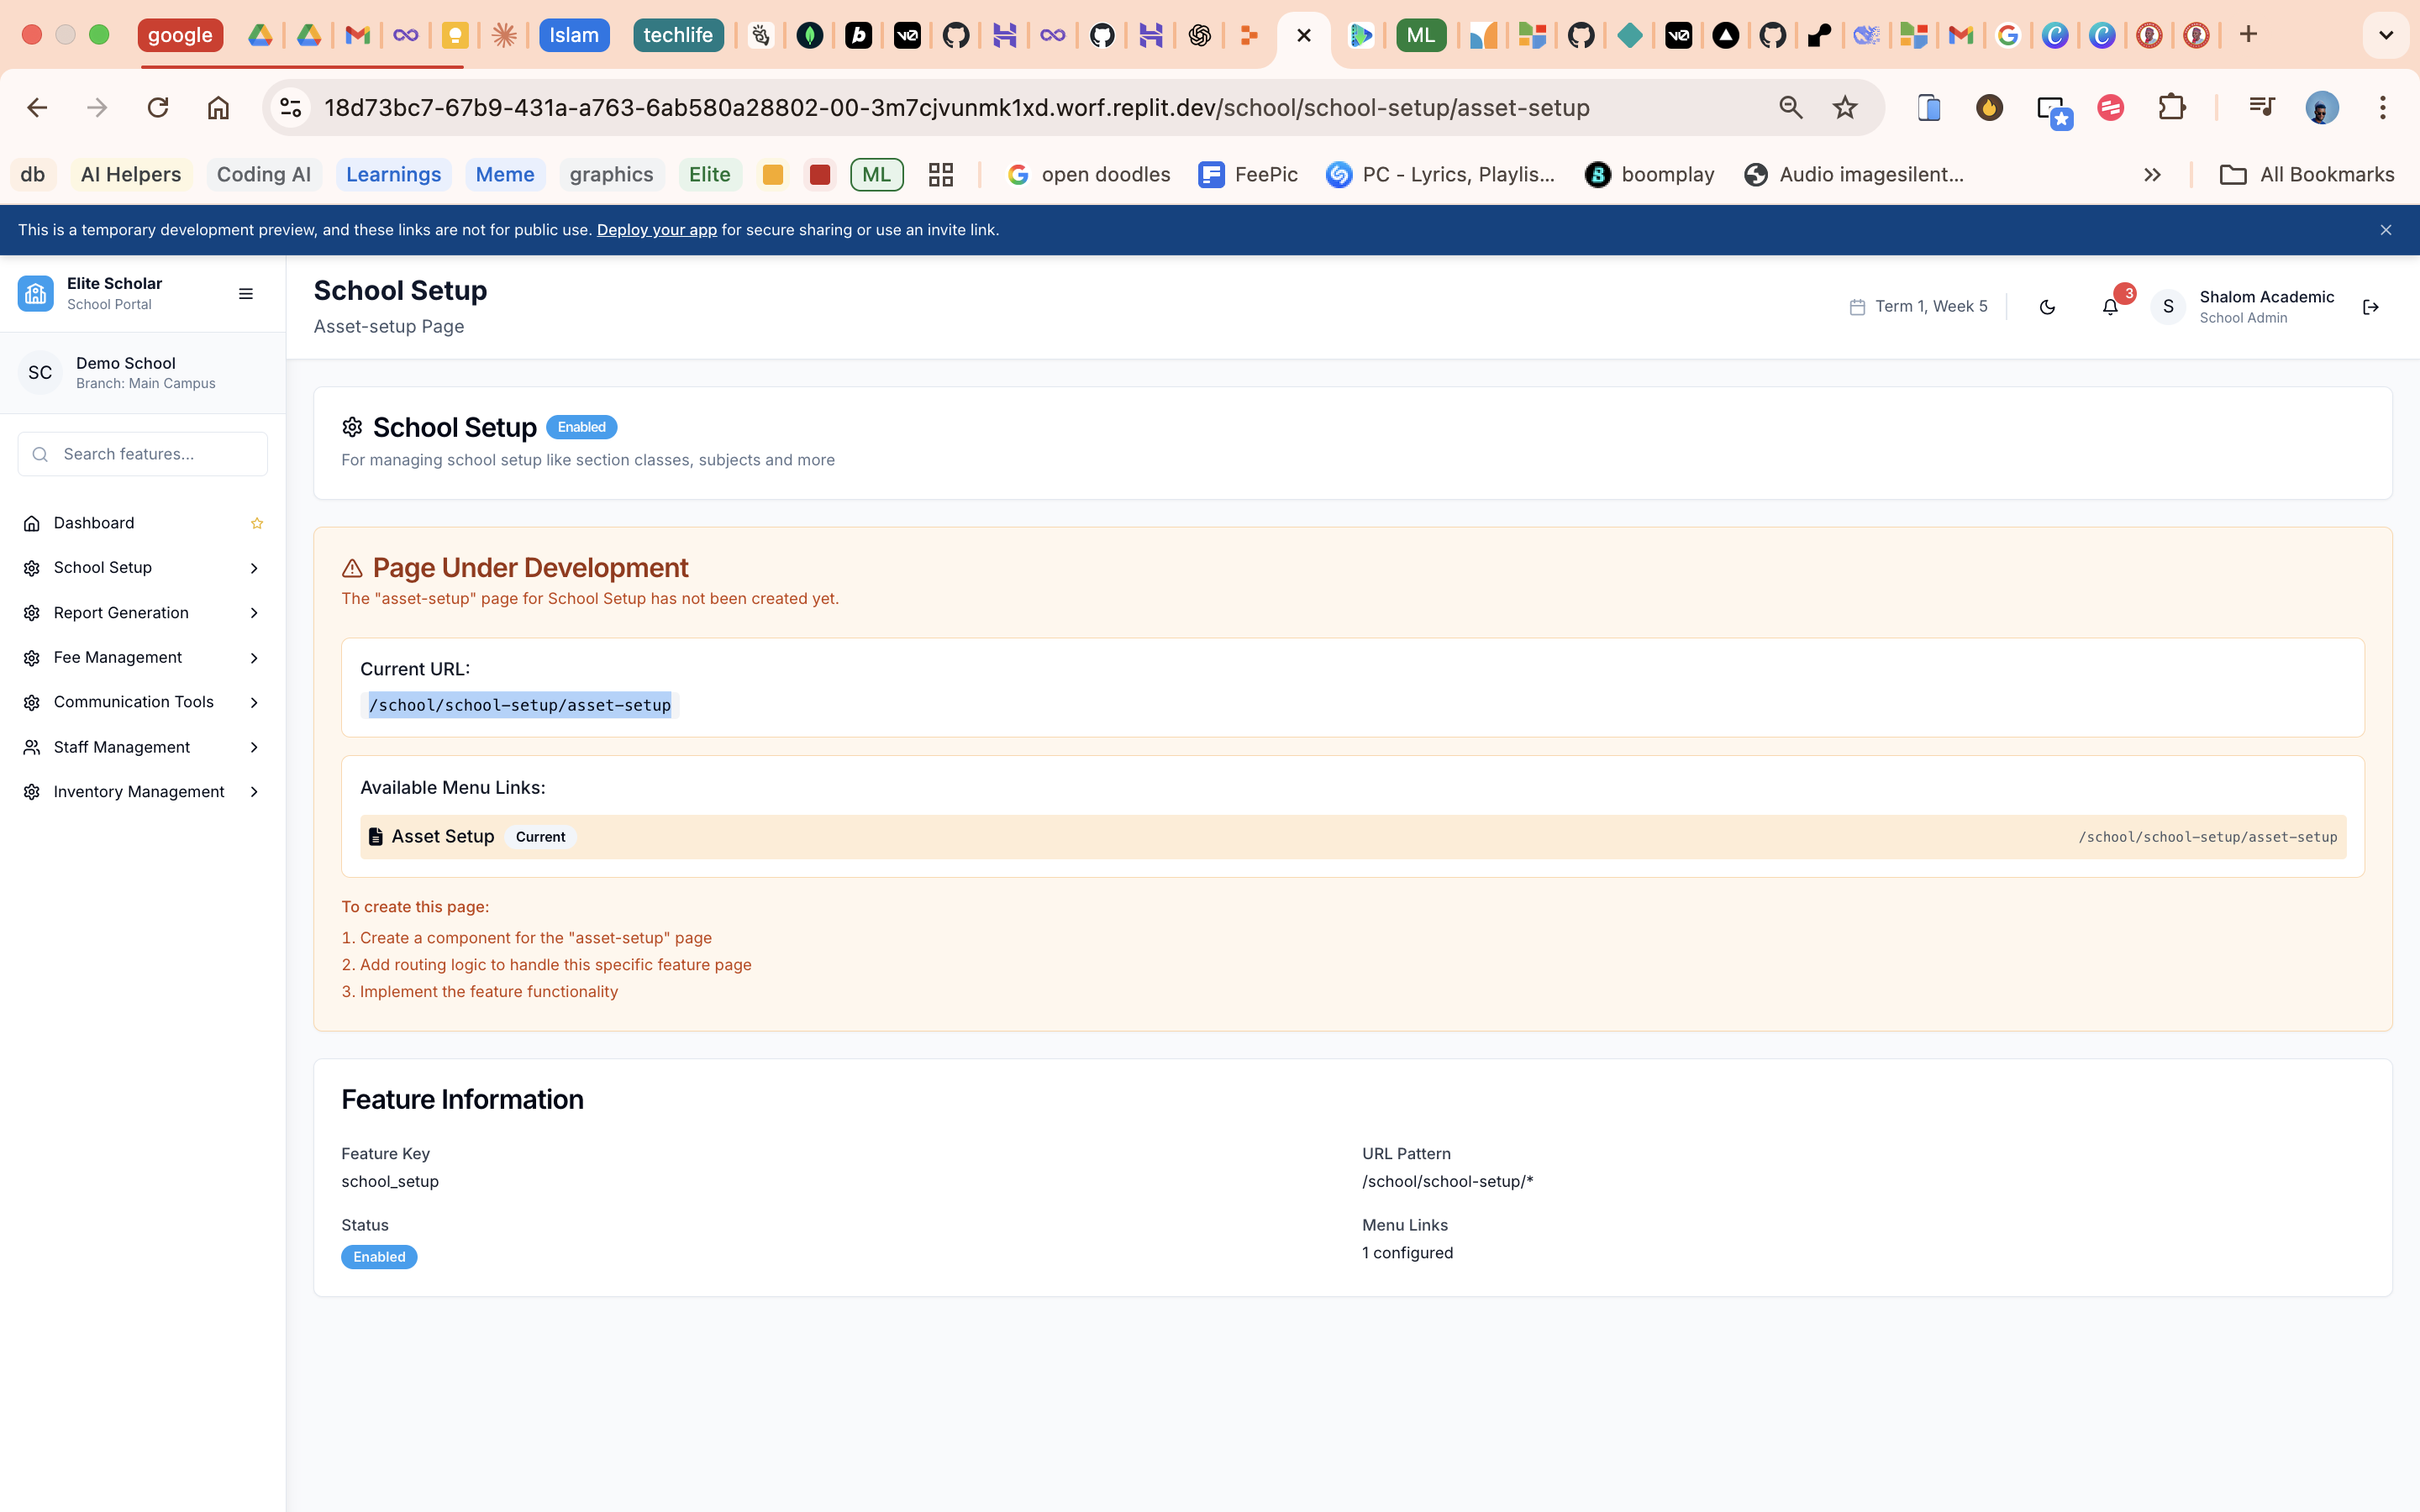 google
Islam
techlife
ML
18d73bc7-67b9-431a-a763-6ab580a28802-00-3m7cjvunmk1xd.worf.replit.dev/school/school-setup/asset-setup
db
AI Helpers
Coding AI
Learnings
Meme
graphics
Elite
ML
open doodles
FeePic
PC - Lyrics, Playlis...
boomplay
Audio imagesilent...
All Bookmarks
This is a temporary development preview, and these links are not for public use. Deploy your app for secure sharing or use an invite link.
Elite Scholar
School Portal
SC
Demo School
Branch: Main Campus
Search features...
Dashboard
School Setup
Report Generation
Fee Management
Communication Tools
Staff Management
Inventory Management
School Setup
Asset-setup Page
Term 1, Week 5
3
S
Shalom Academic
School Admin
School Setup Enabled
For managing school setup like section classes, subjects and more
Page Under Development
The "asset-setup" page for School Setup has not been created yet.
Current URL:
/school/school-setup/asset-setup
Available Menu Links:
Asset Setup Current /school/school-setup/asset-setup
To create this page:
1. Create a component for the "asset-setup" page
2. Add routing logic to handle this specific feature page
3. Implement the feature functionality
Feature Information
Feature Key
school_setup
URL Pattern
/school/school-setup/*
Status
Enabled
Menu Links
1 configured